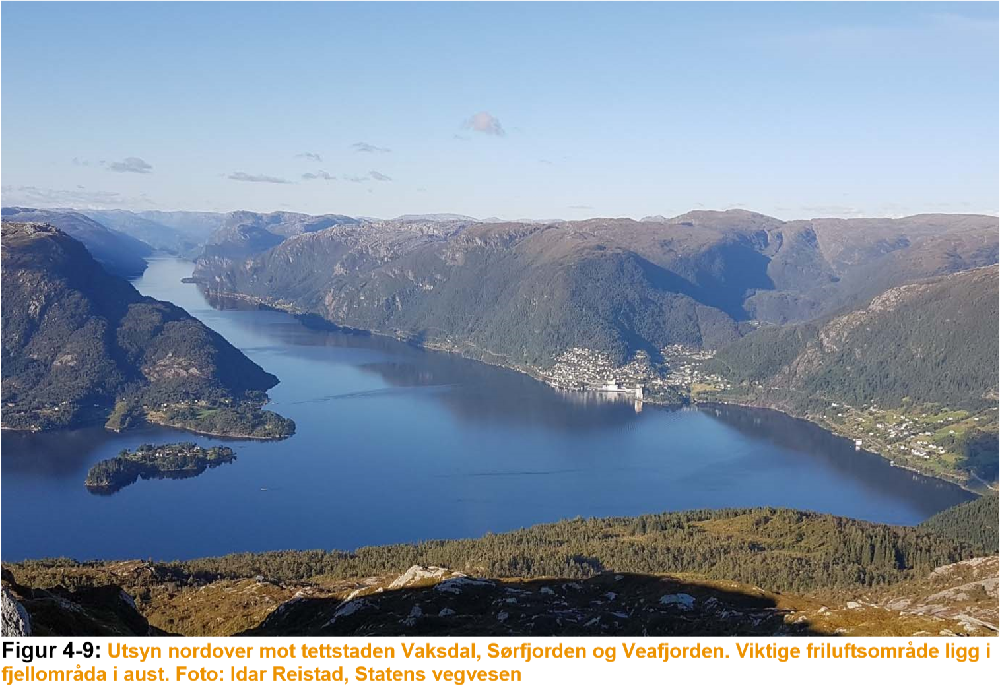 Figur 4-9: Utsyn nordover mot tettstaden Vaksdal, Sørfjorden og Veafjorden. Viktige friluftsområde ligg i
fjellområda i aust. Foto: Idar Reistad, Statens vegvesen